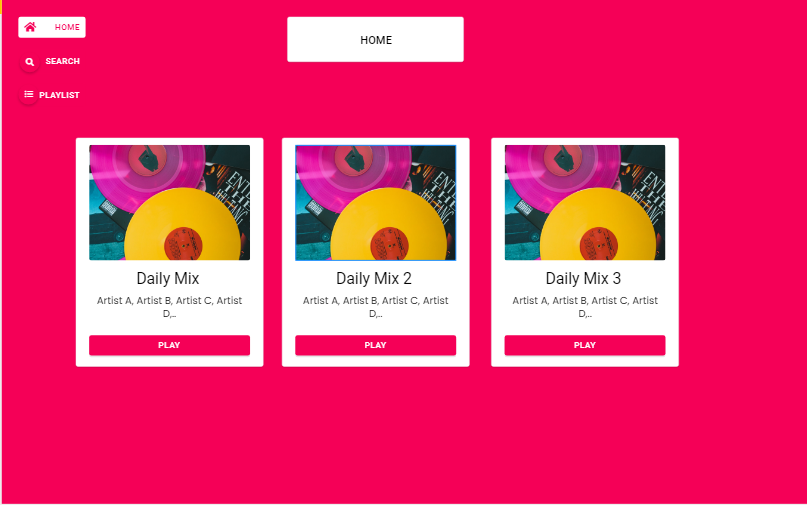 HOME
HOME
SEARCH
PLAYLIST
Daily Mix
Artist A, Artist B, Artist C, Artist
D,..
PLAY
Daily Mix 2
Artist A, Artist B, Artist C, Artist
D,..
PLAY
Daily Mix 3
Artist A, Artist B, Artist C, Artist
D,..
PLAY